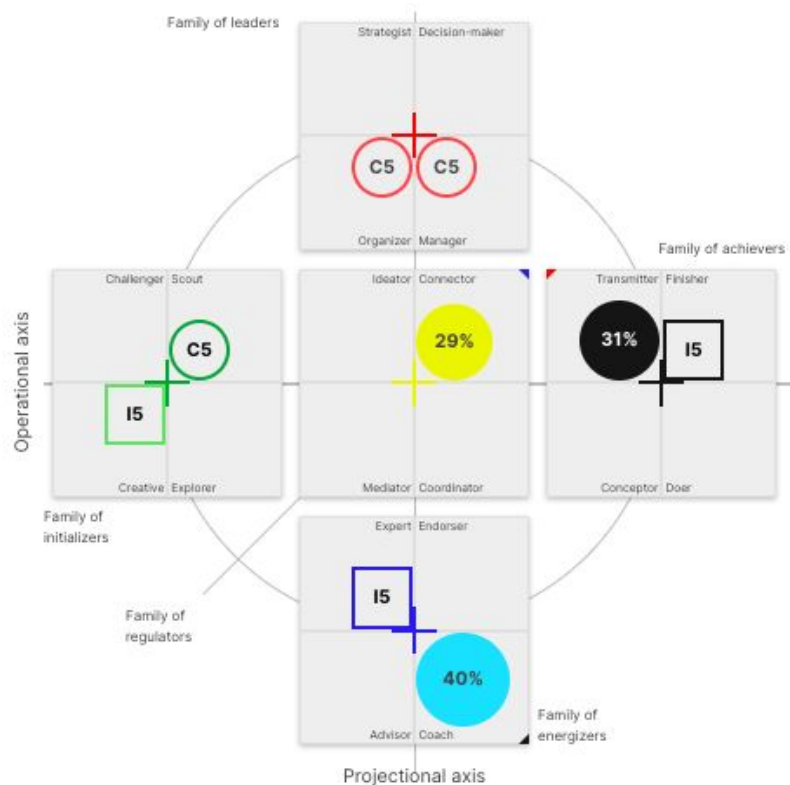 Family of leaders
Strategist Decision-maker
C5 C5
Organizer Manager
Family of achievers
Challenger Scout
Ideator Connector
Transmitter Finisher
C5
29%
31%
I5
Operational axis
I5
Creative Explorer
Mediator Coordinator
Conceptor Doer
Family of
initializers
Expert Endorser
I5
Family of
regulators
40%
Advisor Coach
Family of
energizers
Projectional axis